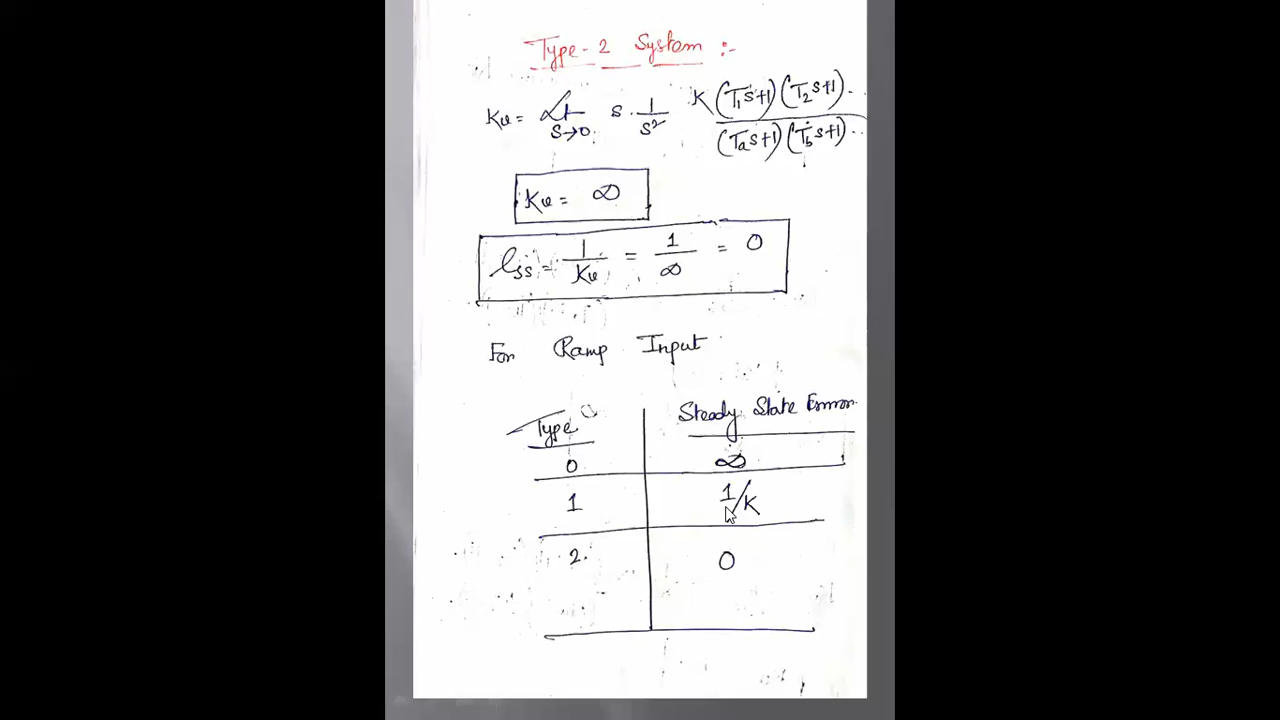 Type-2 System :-
Kv = Lt S→0 s · 1/s² K (T₁s+1) (T₂s+1)... / (Tₐs+1) (T_bs+1)...
Kv = ∞
ess = 1/Kv = 1/∞ = 0
For Ramp Input
Type Steady State Error
0 ∞
1 1/K
2 0